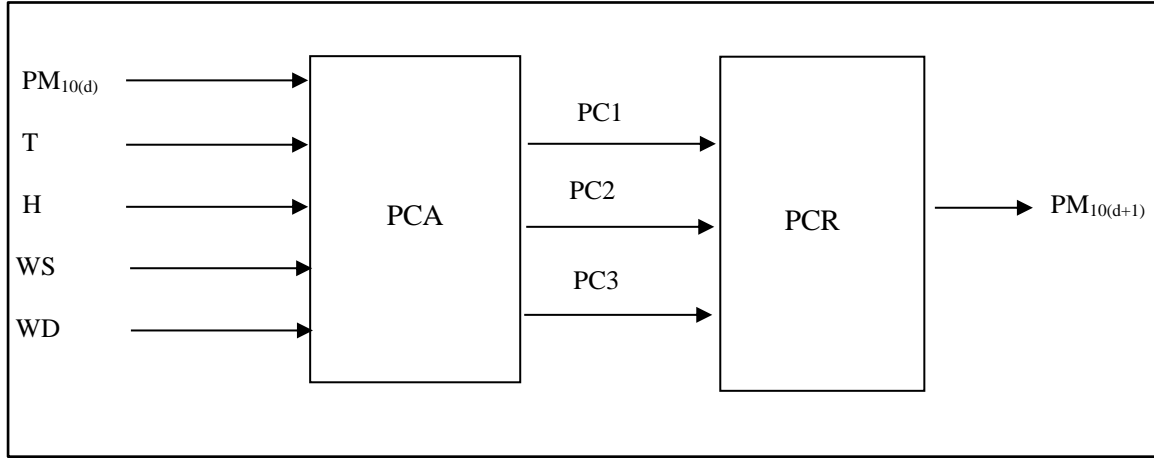 PM10(d)
T
H
WS
WD
PCA
PC1
PC2
PC3
PCR
PM10(d+1)